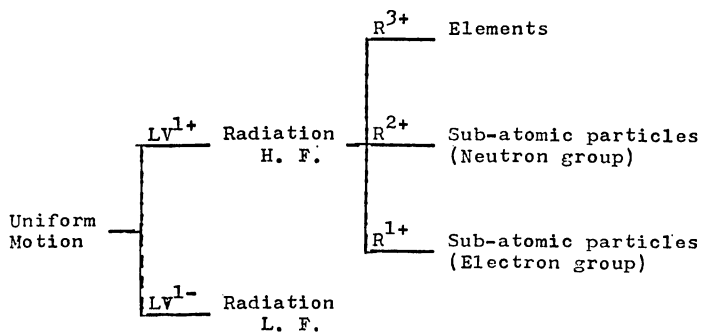 R3+ Elements
LV1+ Radiation
H. F.
R2+ Sub-atomic particles
(Neutron group)
Uniform
Motion
R1+ Sub-atomic particles
(Electron group)
LV1- Radiation
L. F.